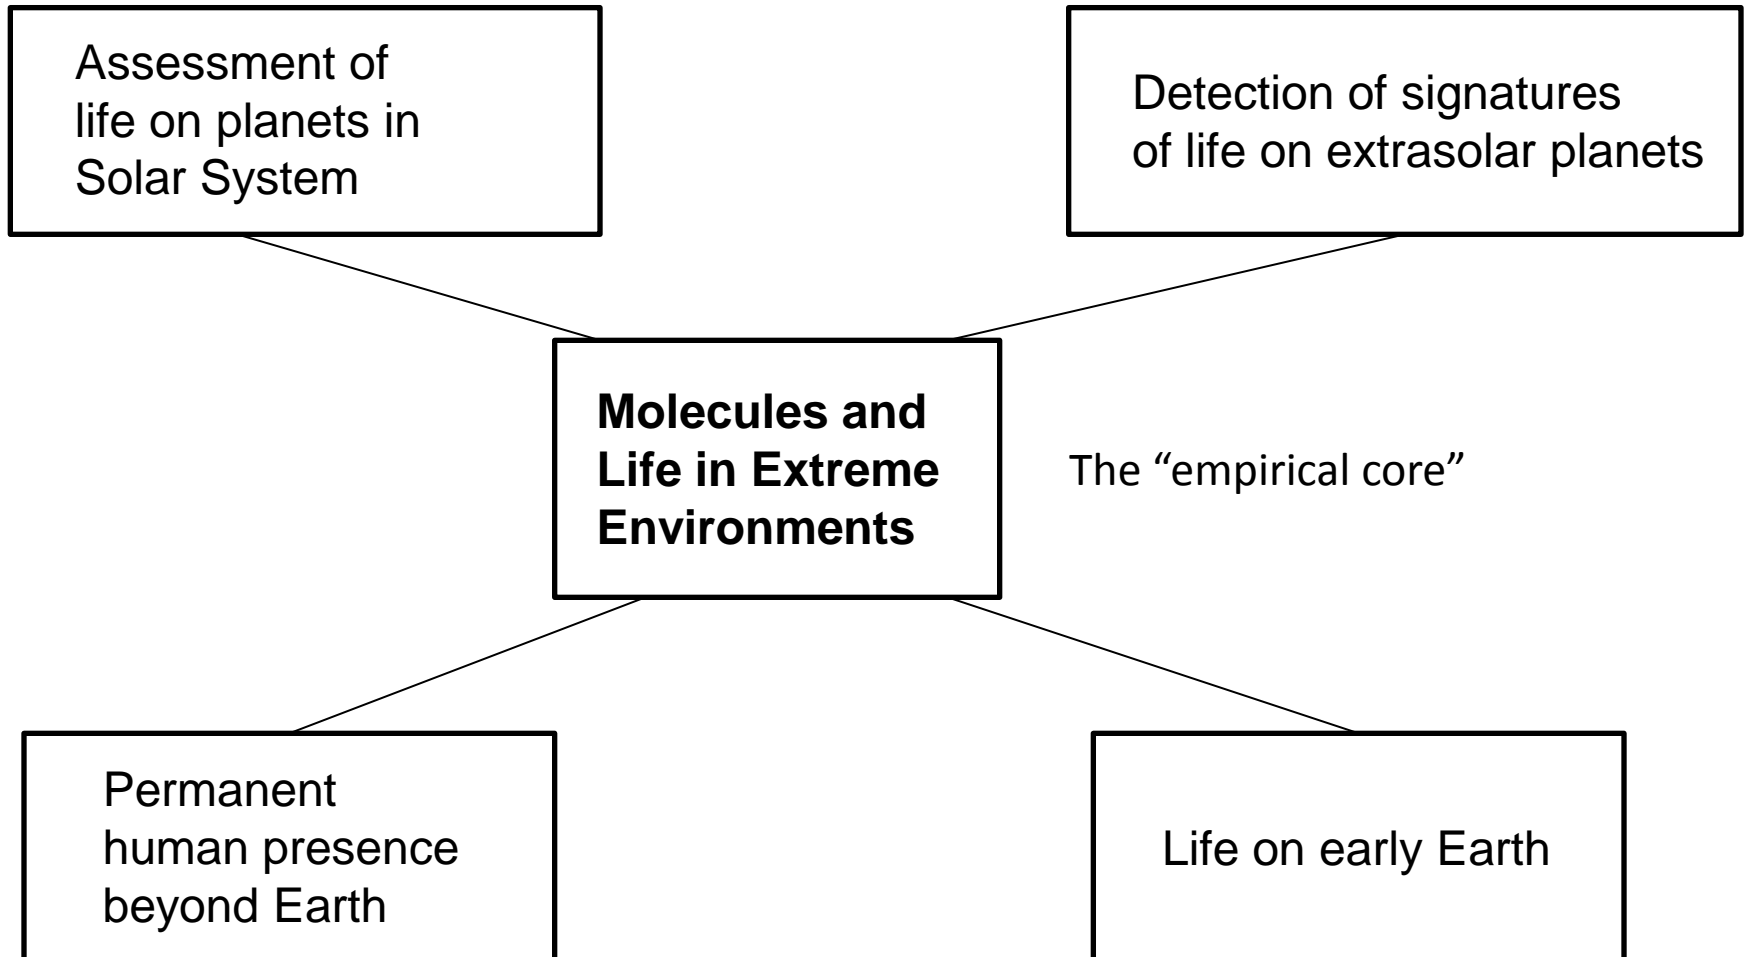 Assessment of
life on planets in
Solar System
Detection of signatures
of life on extrasolar planets
Molecules and
Life in Extreme
Environments
The “empirical core”
Permanent
human presence
beyond Earth
Life on early Earth